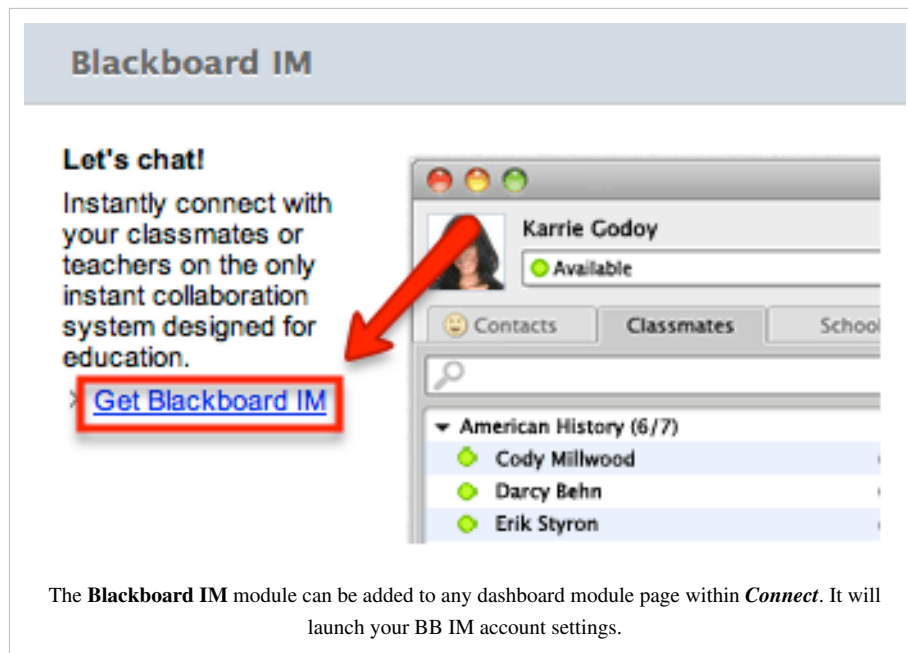 Blackboard IM
Let's chat!
Instantly connect with
your classmates or
teachers on the only
instant collaboration
system designed for
education.
Get Blackboard IM
Karrie Godoy
Available
Contacts
Classmates
School
American History (6/7)
Cody Millwood
Darcy Behn
Erik Styron
The Blackboard IM module can be added to any dashboard module page within Connect. It will
launch your BB IM account settings.